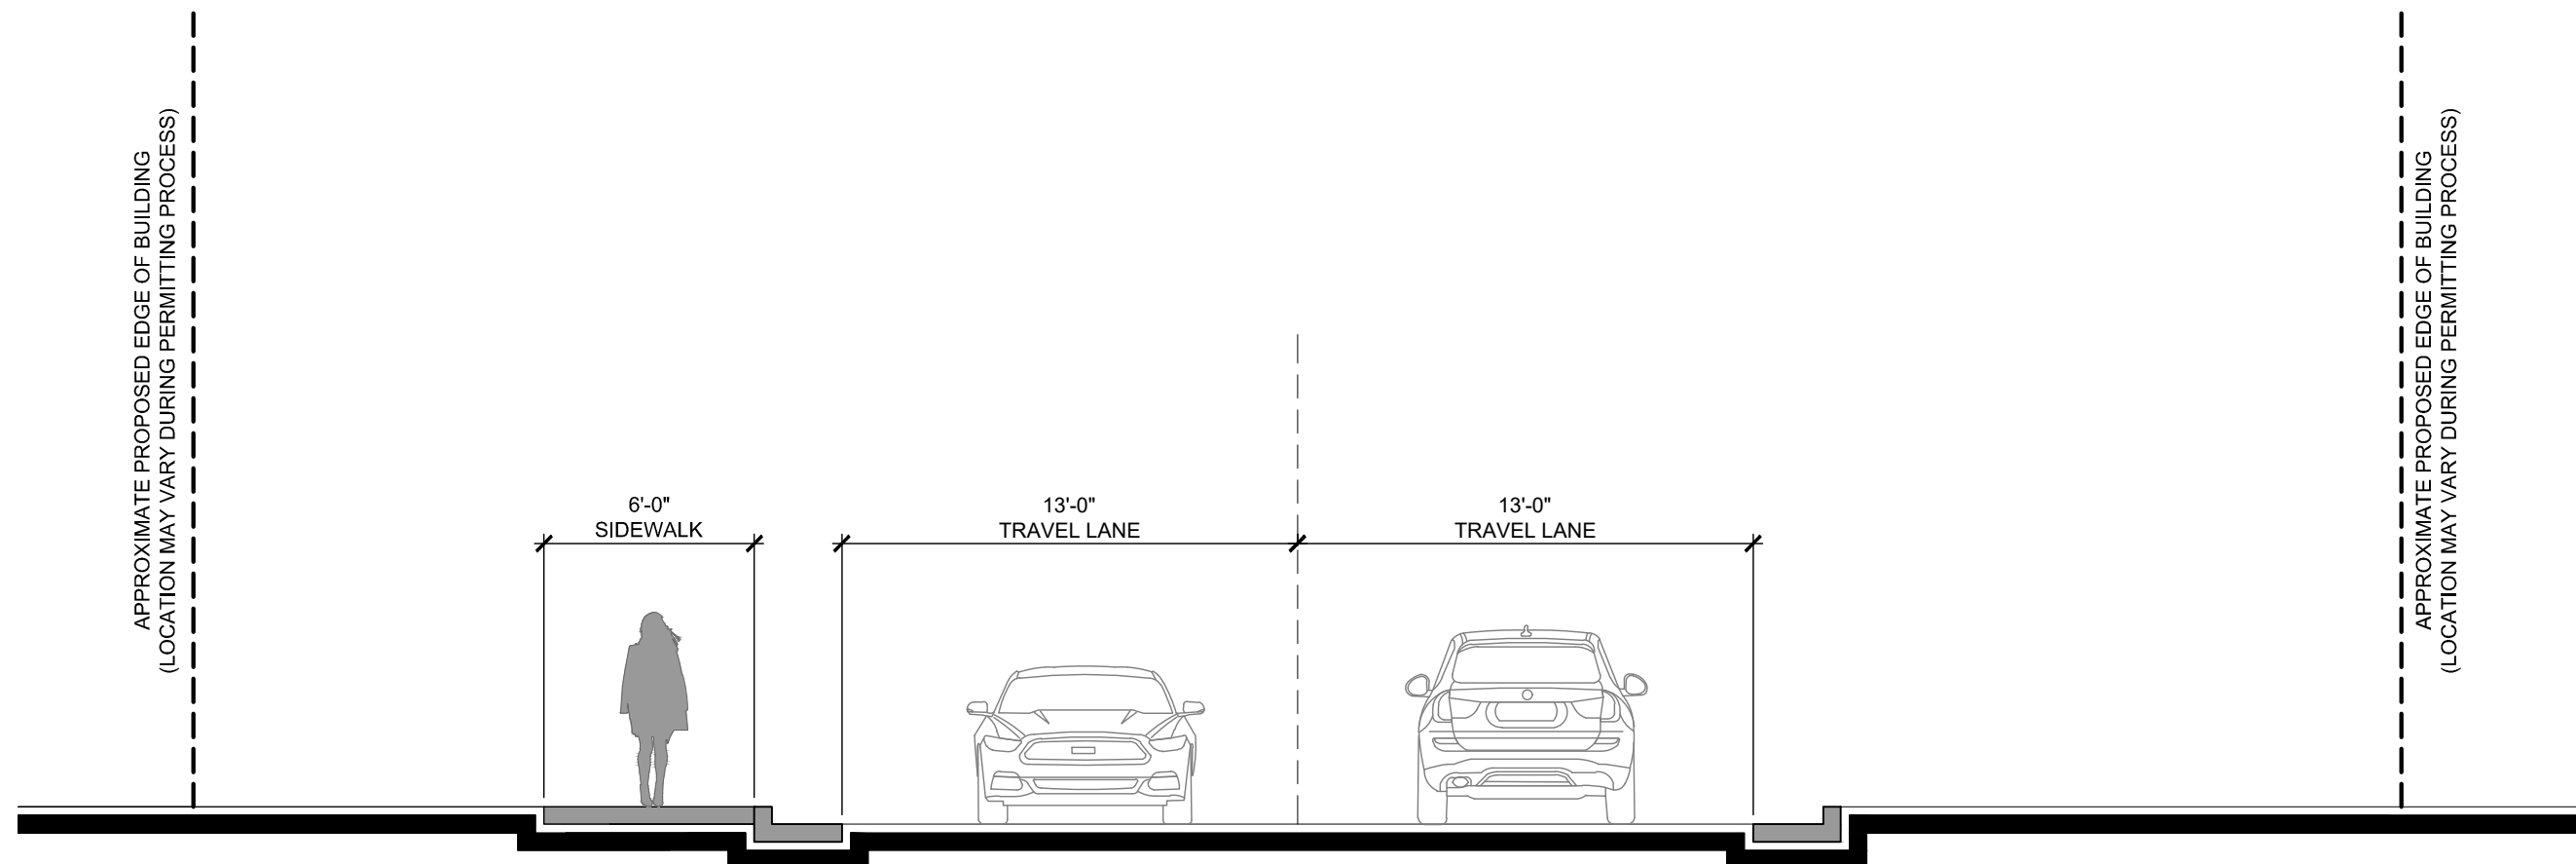 APPROXIMATE PROPOSED EDGE OF BUILDING
(LOCATION MAY VARY DURING PERMITTING PROCESS)
6'-0"
SIDEWALK
13'-0"
TRAVEL LANE
13'-0"
TRAVEL LANE
APPROXIMATE PROPOSED EDGE OF BUILDING
(LOCATION MAY VARY DURING PERMITTING PROCESS)